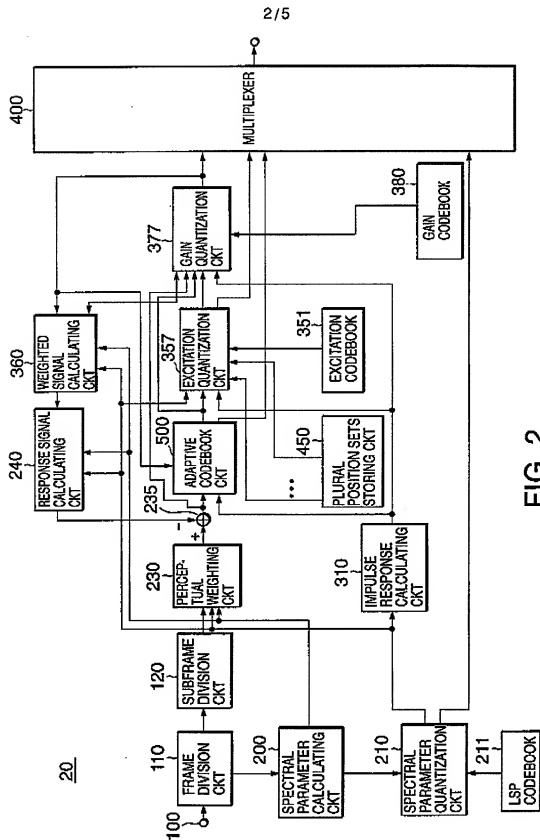 2/5
20
100
110
FRAME
DIVISION
CKT
120
SUBFRAME
DIVISION
CKT
200
SPECTRAL
PARAMETER
CALCULATING
CKT
210
SPECTRAL
PARAMETER
QUANTIZATION
CKT
211
LSP
CODEBOOK
230
PERCEP-
TUAL
WEIGHTING
CKT
235
+
-
240
RESPONSE SIGNAL
CALCULATING
CKT
360
WEIGHTED
SIGNAL
CALCULATING
CKT
310
IMPULSE
RESPONSE
CALCULATING
CKT
500
ADAPTIVE
CODEBOOK
CKT
450
PLURAL
POSITION SETS
STORING CKT
...
357
EXCITATION
QUANTIZATION
CKT
351
EXCITATION
CODEBOOK
377
GAIN
QUANTIZATION
CKT
380
GAIN
CODEBOOK
400
MULTIPLEXER
FIG. 2